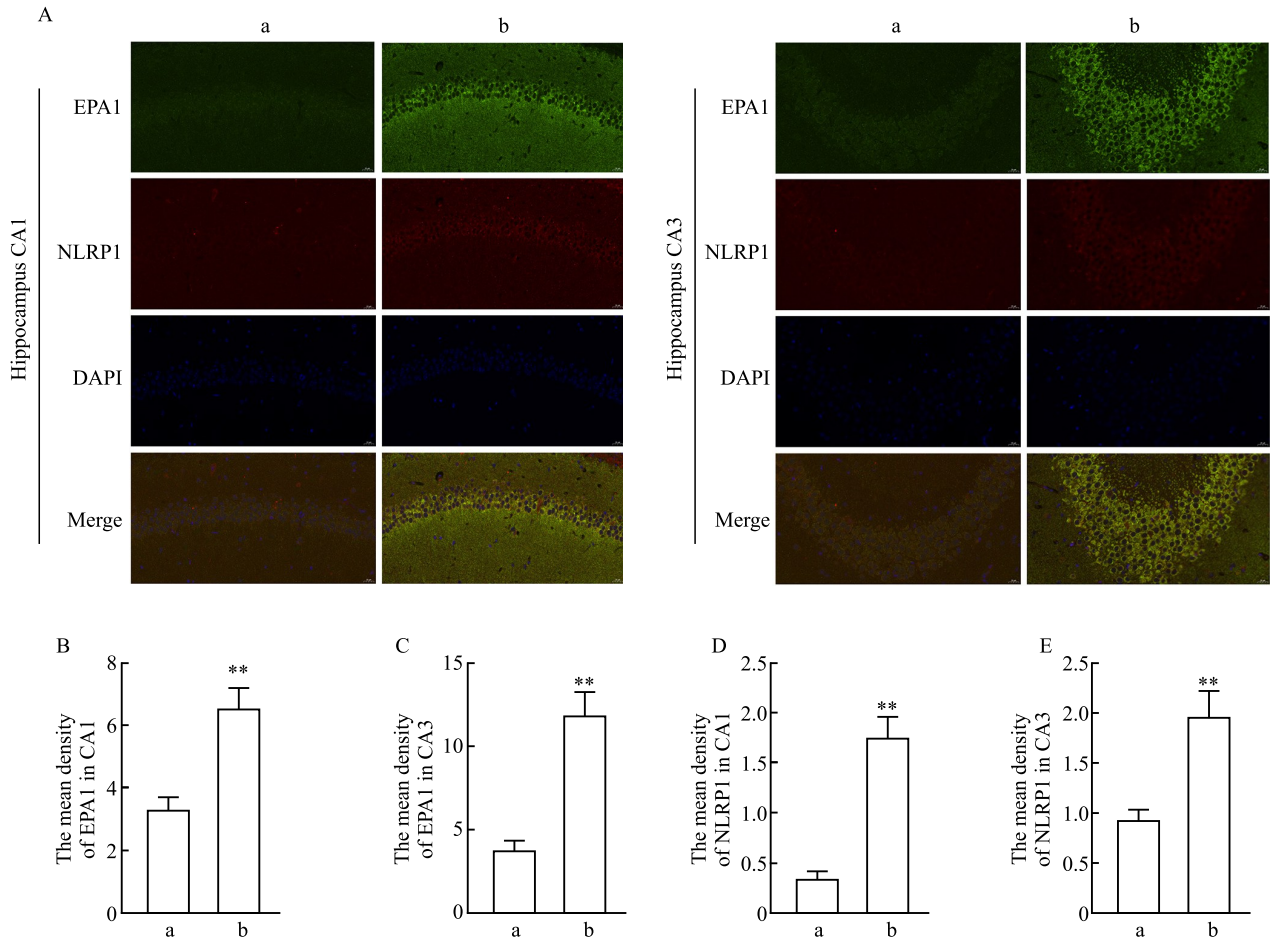 A
a b a b
EPA1 EPA1
NLRP1 NLRP1
DAPI DAPI
Merge Merge
Hippocampus CA1
Hippocampus CA3
B
The mean density
of EPA1 in CA1
8
6
4
2
0
**
a b
C
The mean density
of EPA1 in CA3
15
10
5
0
**
a b
D
The mean density
of NLRP1 in CA1
2.5
2.0
1.5
1.0
0.5
0
**
a b
E
The mean density
of NLRP1 in CA3
2.5
2.0
1.5
1.0
0.5
0
**
a b